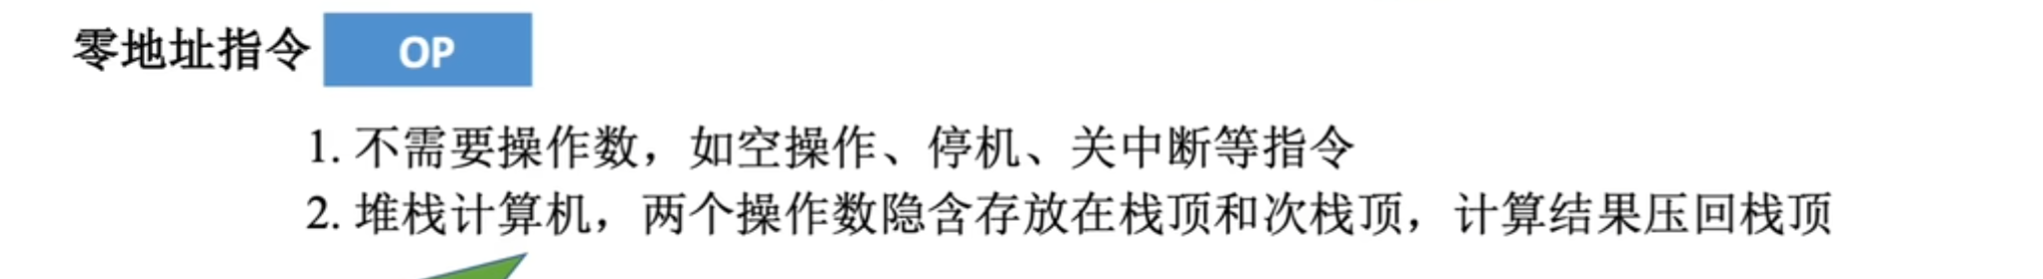 零地址指令 OP
1. 不需要操作数，如空操作、停机、关中断等指令
2. 堆栈计算机，两个操作数隐含存放在栈顶和次栈顶，计算结果压回栈顶